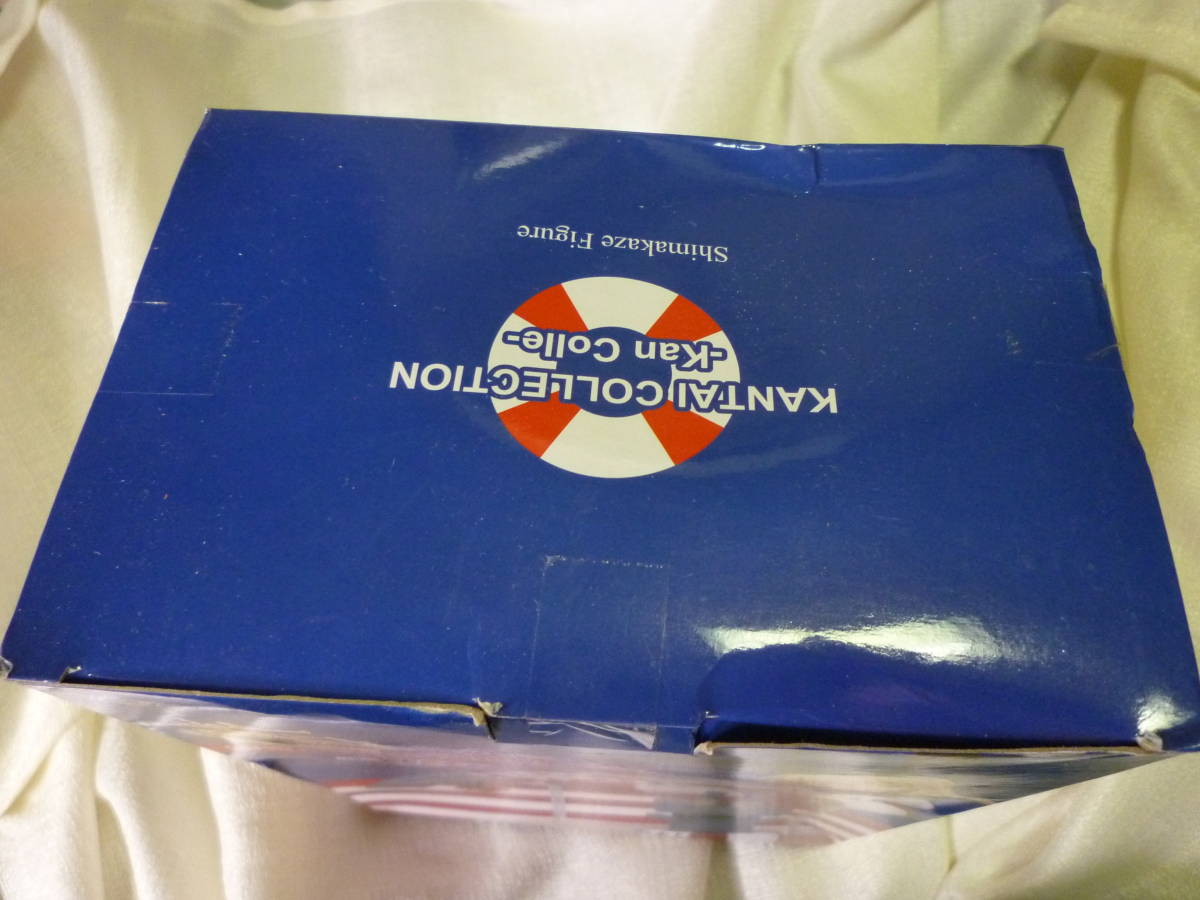 KANTAI COLLECTION
-Kan Colle-
Shimakaze Figure